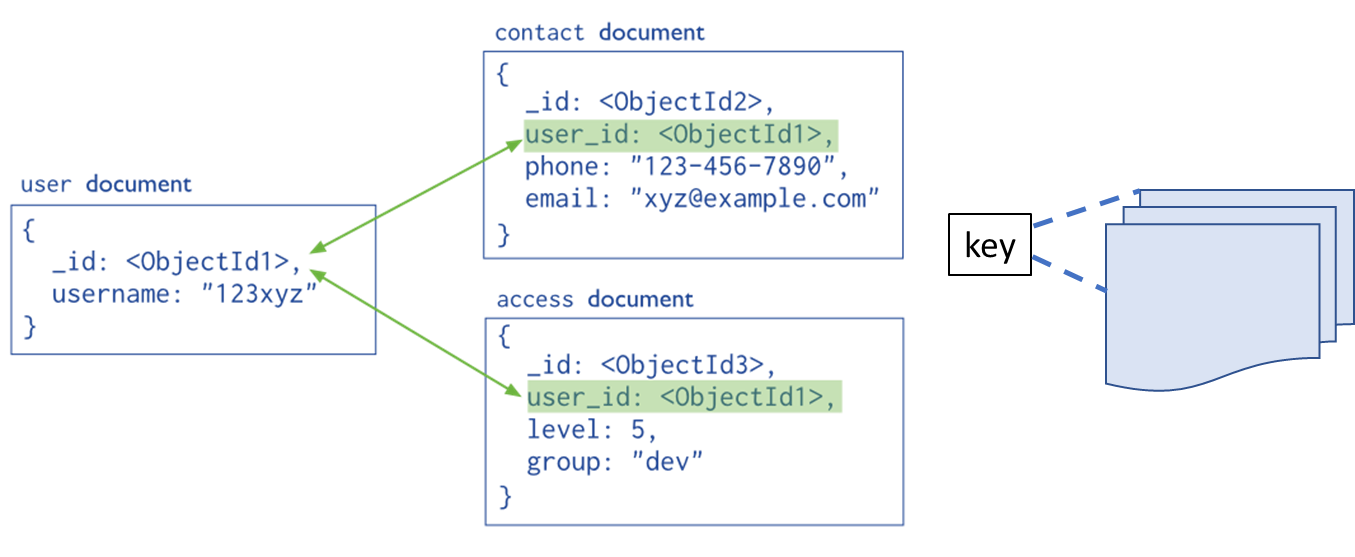 user document
{
_id: <ObjectId1>,
username: "123xyz"
}
contact document
{
_id: <ObjectId2>,
user_id: <ObjectId1>,
phone: "123-456-7890",
email: "xyz@example.com"
}
access document
{
_id: <ObjectId3>,
user_id: <ObjectId1>,
level: 5,
group: "dev"
}
key